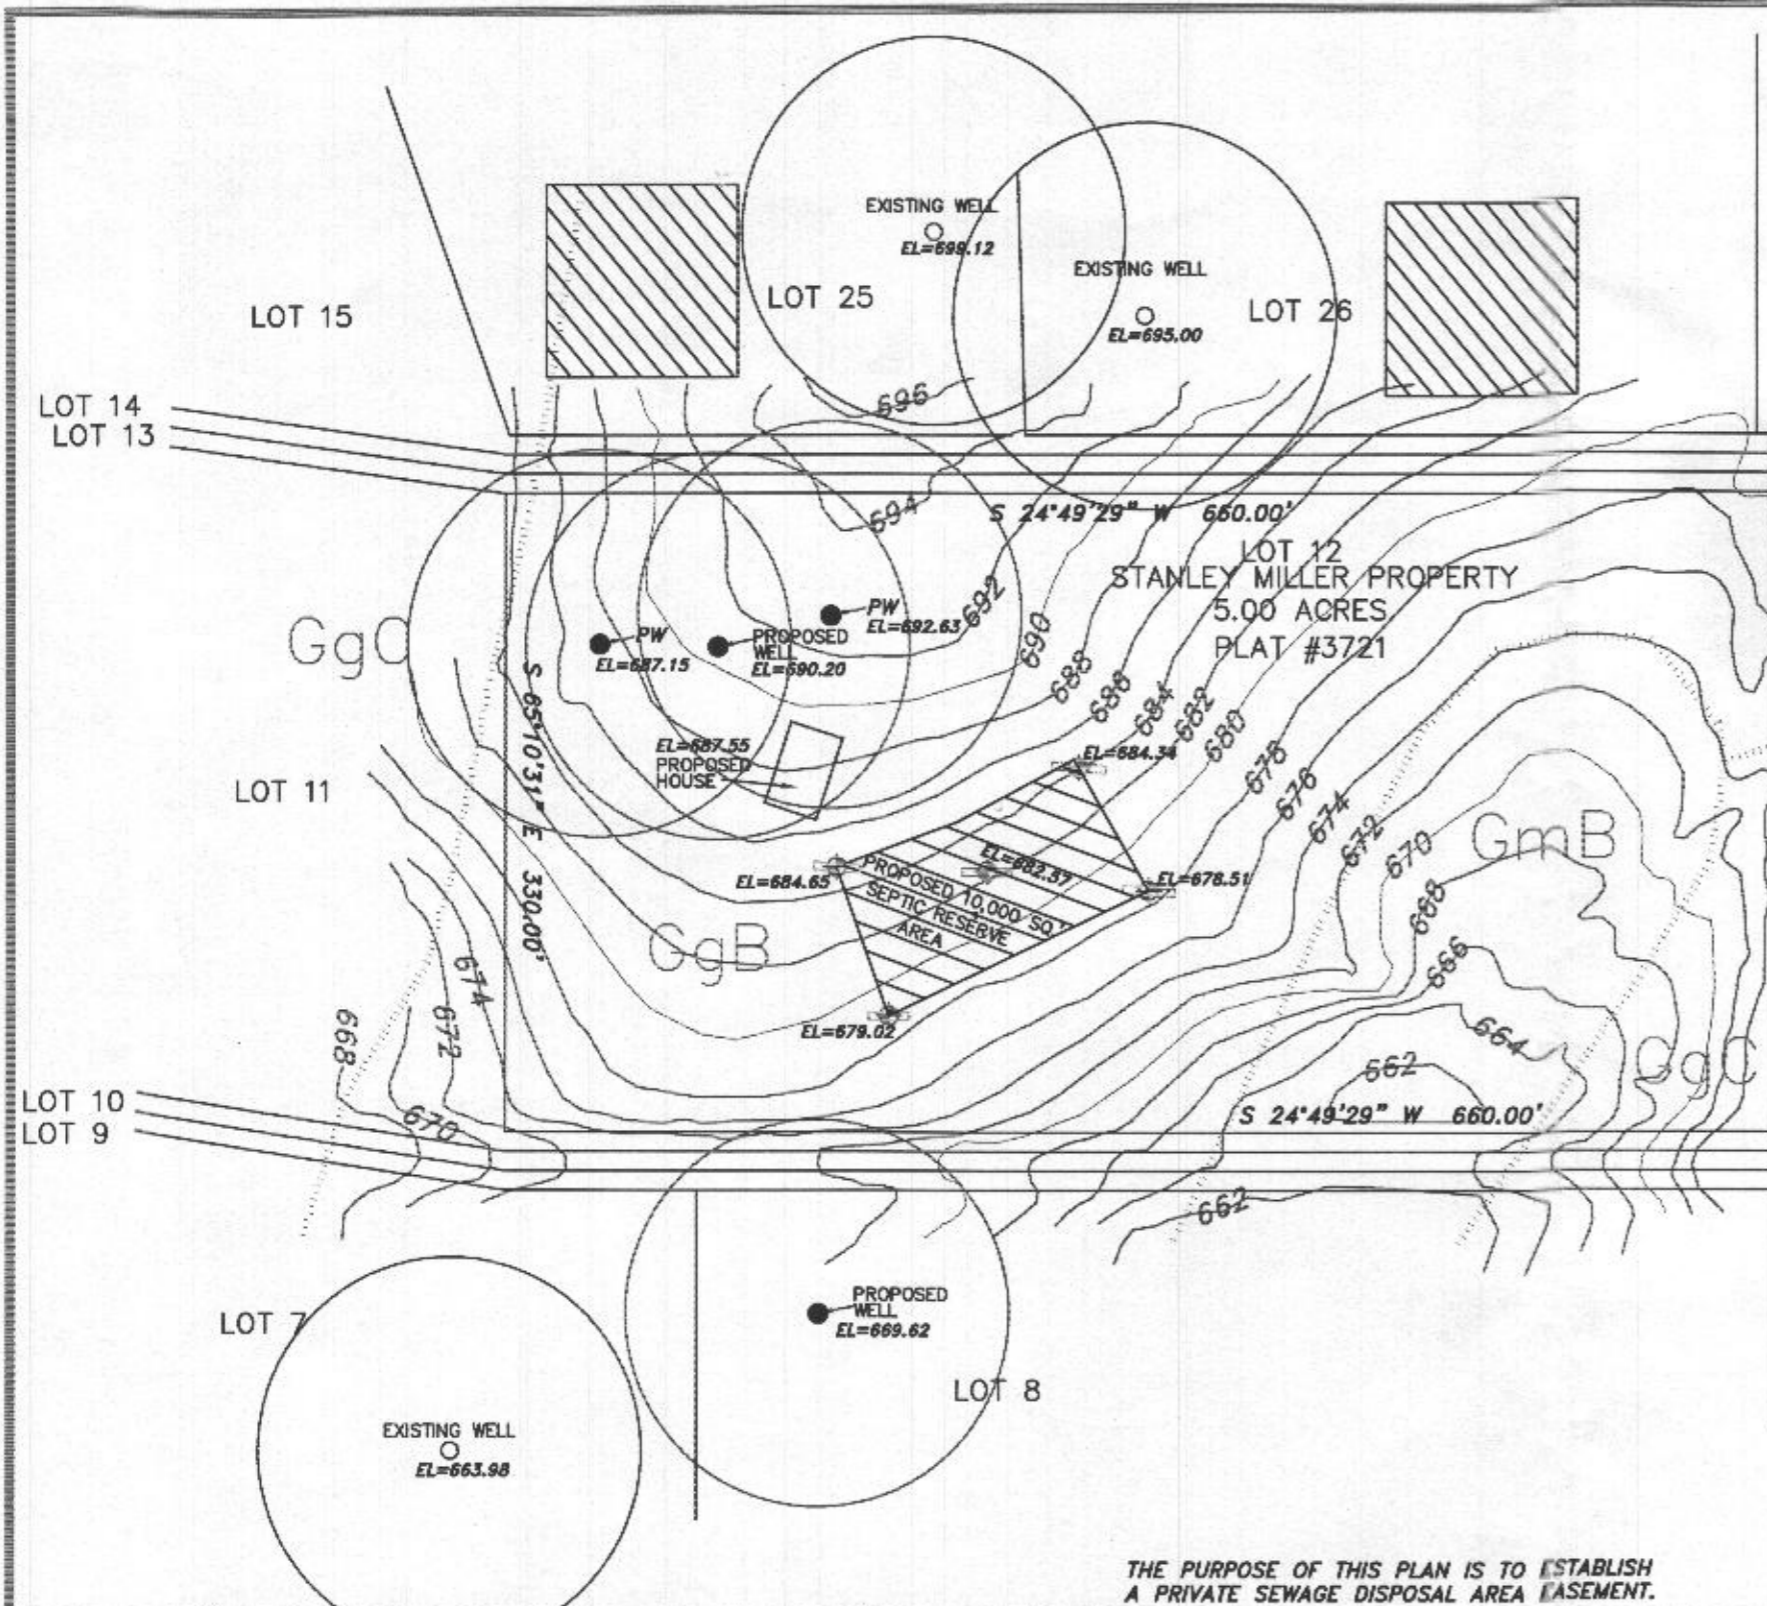 EXISTING WELL
EL=699.12
EXISTING WELL
EL=695.00
LOT 25
LOT 26
LOT 15
LOT 14
LOT 13
696
694
S 24°49'29" W 660.00'
LOT 12
STANLEY MILLER PROPERTY
5.00 ACRES
PLAT #3721
692
690
688
686
684
682
680
678
676
674
672
670
668
666
664
662
GgC
PW
EL=687.15
PROPOSED
WELL
EL=690.20
PW
EL=692.63
S 65°10'31" E 330.00'
EL=687.55
PROPOSED
HOUSE
LOT 11
EL=684.34
EL=684.65
EL=682.57
EL=678.51
PROPOSED 10,000 SQ '
SEPTIC RESERVE
AREA
GgB
GmB
EL=679.02
674
672
668
670
GgC
LOT 10
LOT 9
S 24°49'29" W 660.00'
662
PROPOSED
WELL
EL=669.62
LOT 7
LOT 8
EXISTING WELL
EL=663.98
THE PURPOSE OF THIS PLAN IS TO ESTABLISH
A PRIVATE SEWAGE DISPOSAL AREA EASEMENT.